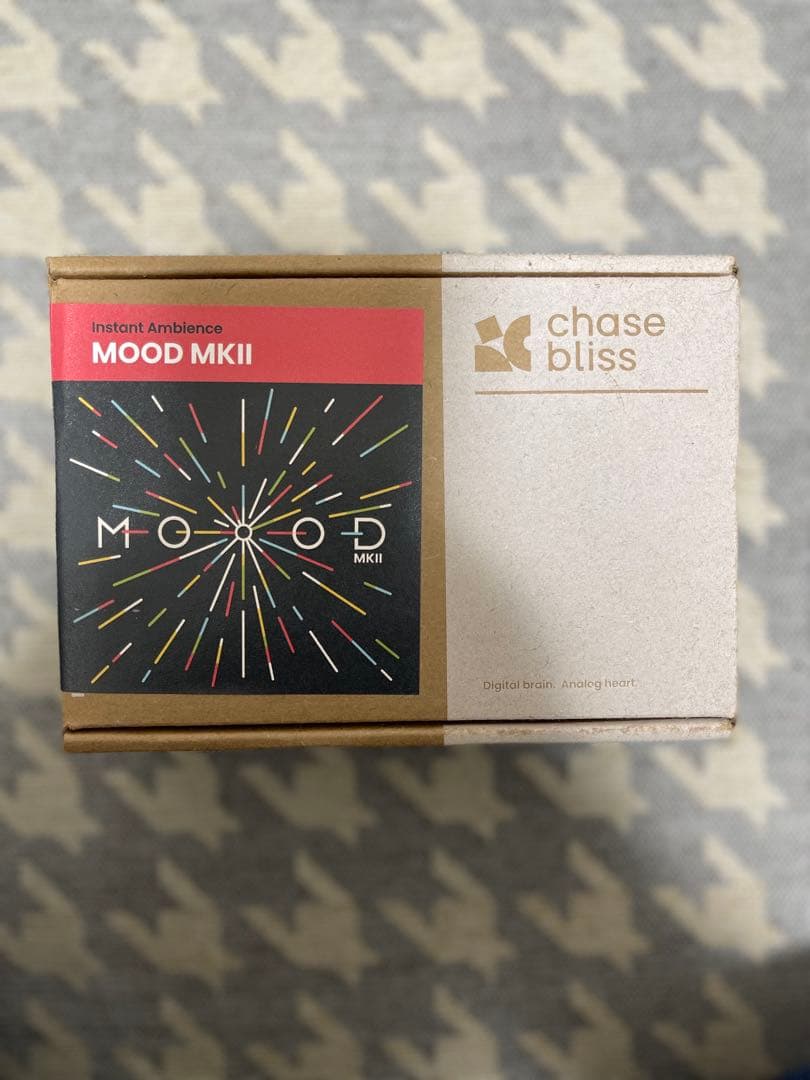 Instant Ambience
MOOD MKII
MOOD
MKII
chase
bliss
Digital brain. Analog heart.